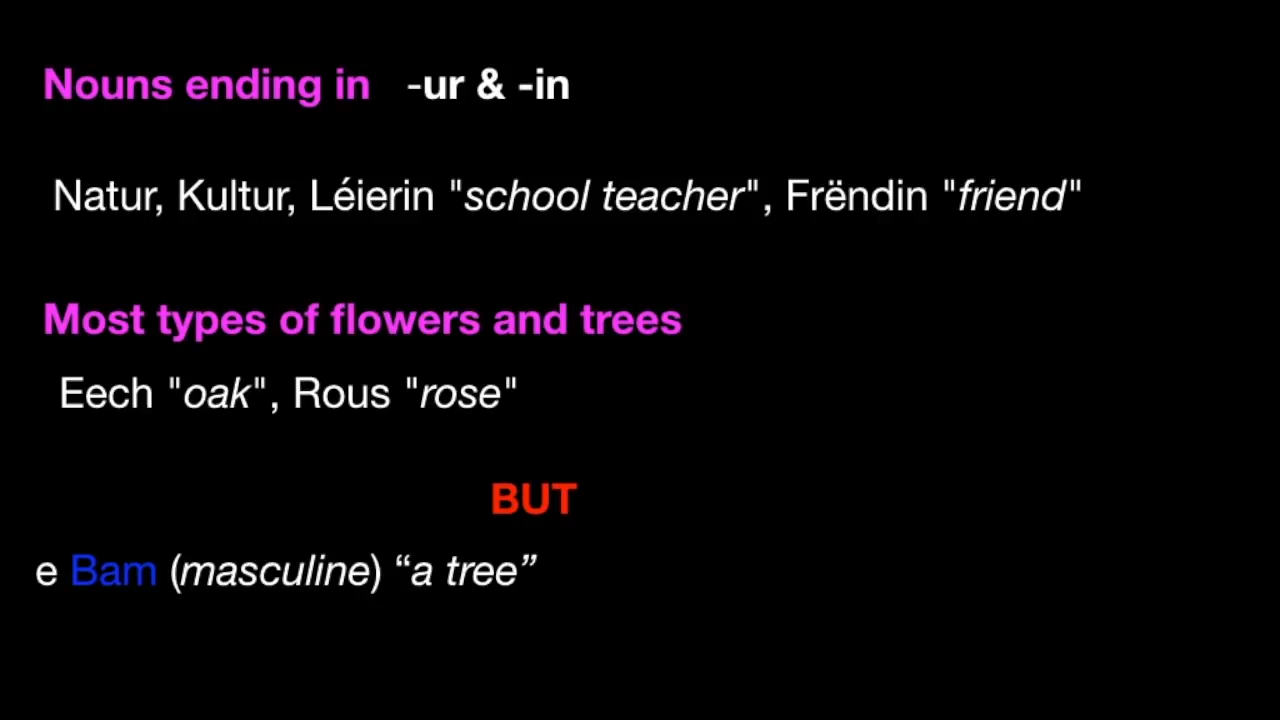 Nouns ending in -ur & -in
Natur, Kultur, Léierin "school teacher", Frëndin "friend"
Most types of flowers and trees
Eech "oak", Rous "rose"
BUT
e Bam (masculine) “a tree”